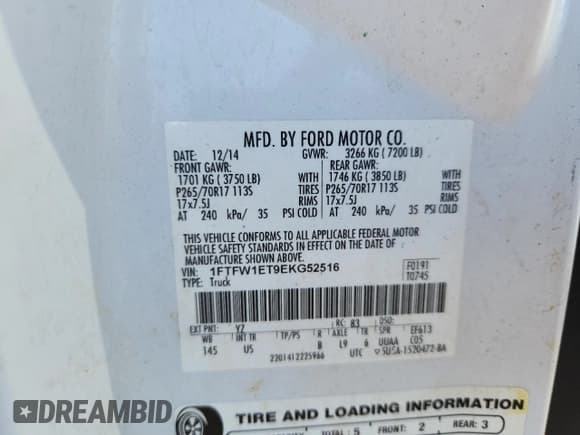 MFD. BY FORD MOTOR CO.
DATE: 12/14 GVWR: 3266 KG ( 7200 LB)
FRONT GAWR: REAR GAWR:
1701 KG ( 3750 LB) WITH 1746 KG ( 3850 LB) WITH
P265/70R17 113S TIRES P265/70R17 113S TIRES
17x7.5J RIMS 17x7.5J RIMS
AT 240 kPa/ 35 PSI COLD AT 240 kPa/ 35 PSI COLD
THIS VEHICLE CONFORMS TO ALL APPLICABLE FEDERAL MOTOR
VEHICLE SAFETY STANDARDS IN EFFECT ON THE DATE OF
MANUFACTURE SHOWN ABOVE.
VIN: 1FTFW1ET9EKG52516 F0191
TYPE: Truck T0745
EXT PNT: YZ RC: 83 DSO:
WB INT TR TP/PS R AXLE TR SPR EF613
145 US B L9 6 UUAA C05
2201412225966 UTC 5U5A-1520472-BA
TIRE AND LOADING INFORMATION
TOTAL: 5 FRONT: 2 REAR: 3
DREAMBID